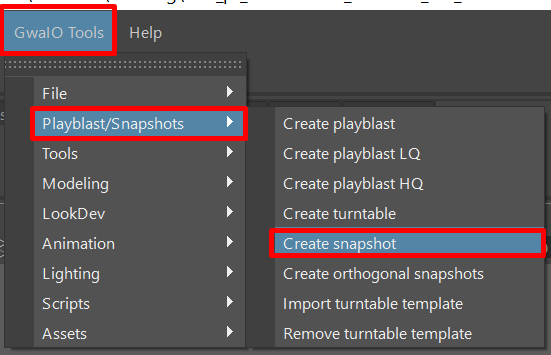 GwaIO Tools
Help
File
Playblast/Snapshots
Tools
Modeling
LookDev
Animation
Lighting
Scripts
Assets
Create playblast
Create playblast LQ
Create playblast HQ
Create turntable
Create snapshot
Create orthogonal snapshots
Import turntable template
Remove turntable template